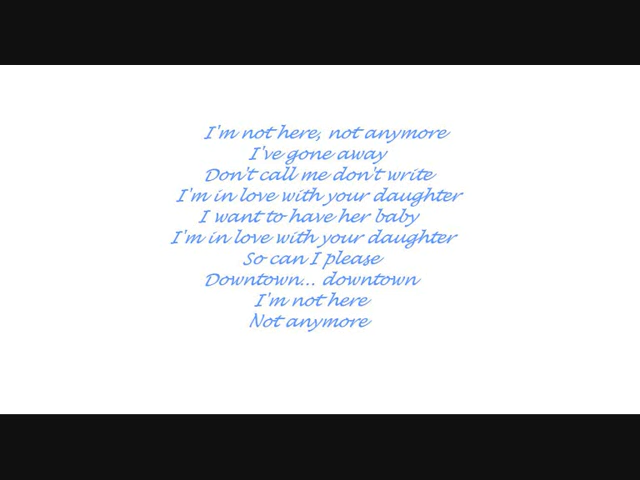 I'm not here, not anymore
I've gone away
Don't call me don't write
I'm in love with your daughter
I want to have her baby
I'm in love with your daughter
So can I please
Downtown... downtown
I'm not here
Not anymore